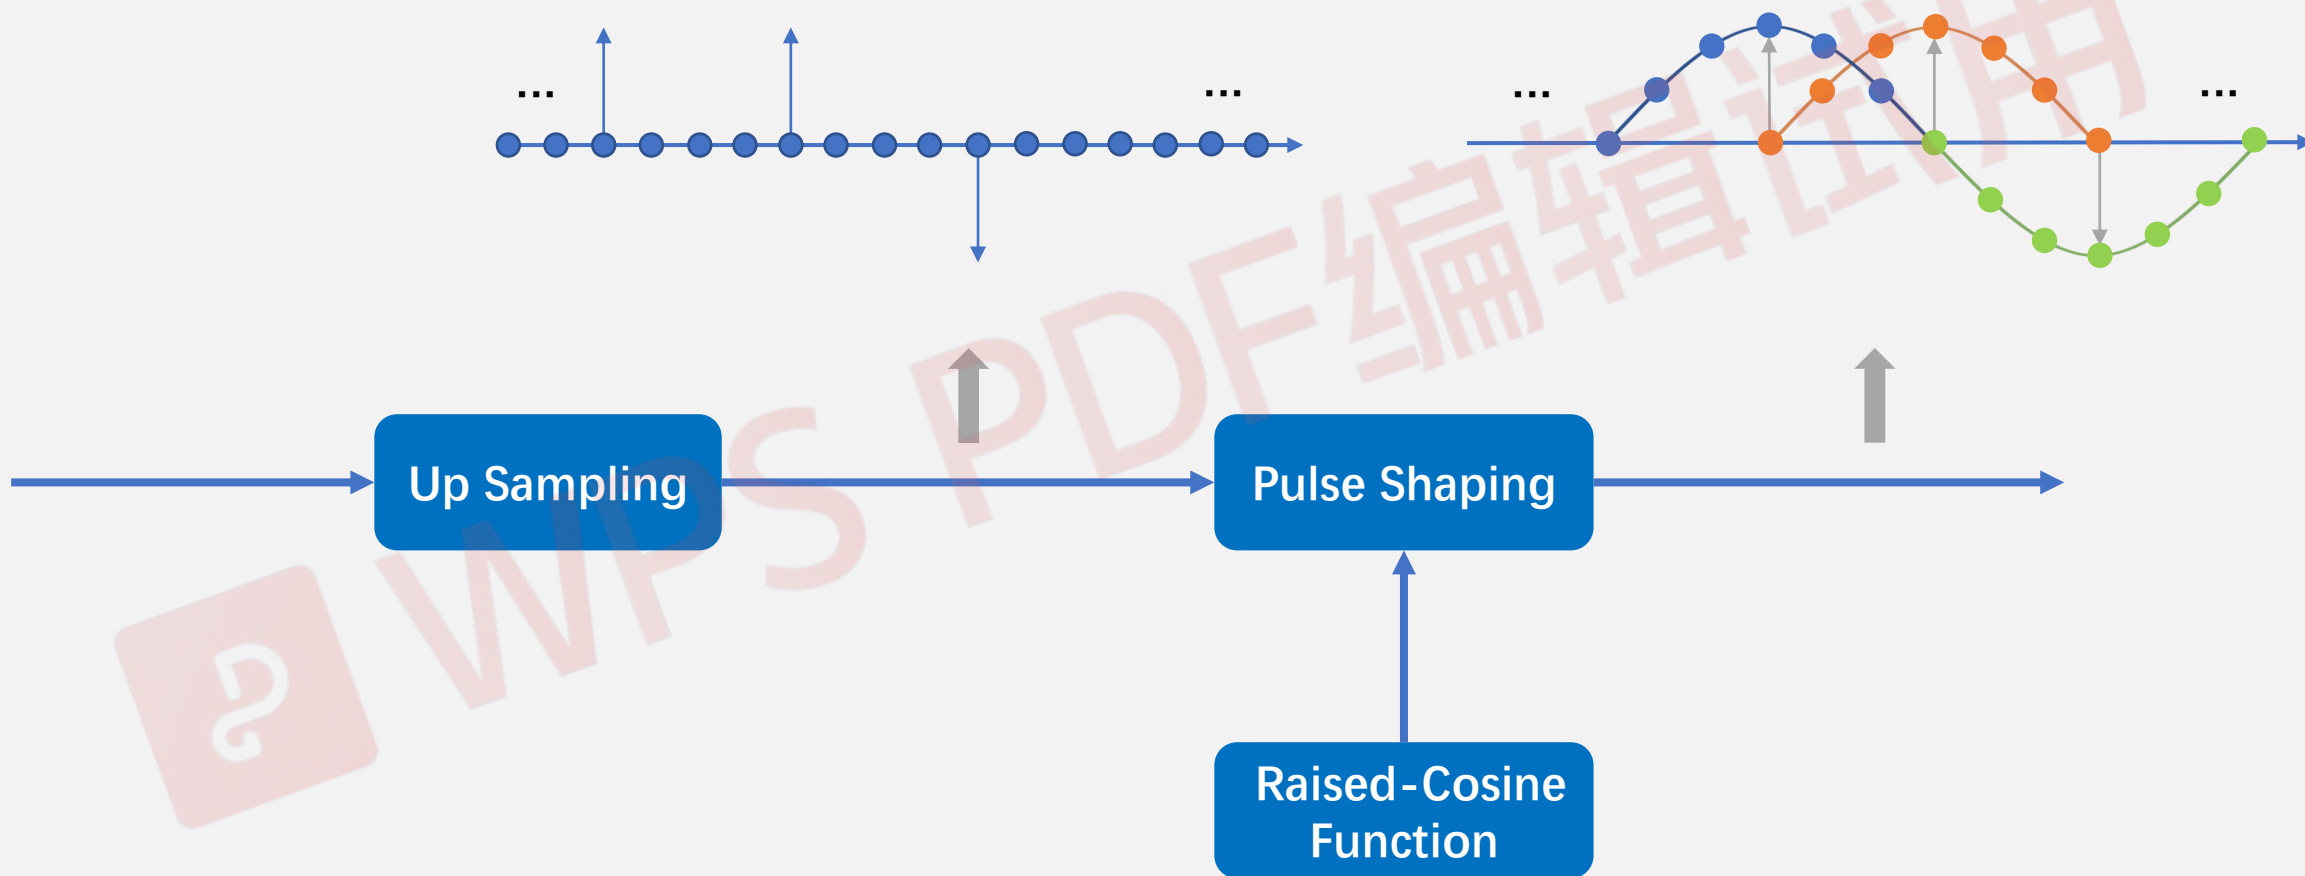 ...
...
...
...
Up Sampling
Pulse Shaping
Raised-Cosine
Function
WPS PDF编辑试用